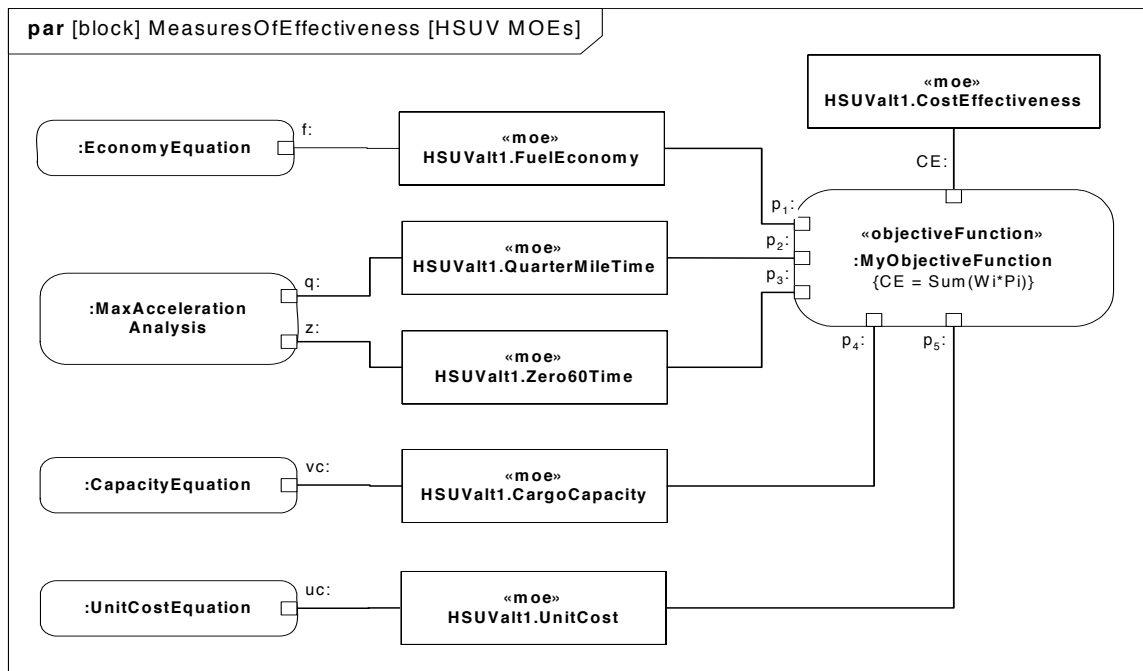 par [block] MeasuresOfEffectiveness [HSUV MOEs]
«moe»
HSUValt1.CostEffectiveness
f:
:EconomyEquation
«moe»
HSUValt1.FuelEconomy
CE:
p1:
«objectiveFunction»
:MyObjectiveFunction
{CE = Sum(Wi*Pi)}
p2:
p3:
p4:
p5:
«moe»
HSUValt1.QuarterMileTime
q:
:MaxAcceleration
Analysis
z:
«moe»
HSUValt1.Zero60Time
vc:
:CapacityEquation
«moe»
HSUValt1.CargoCapacity
uc:
:UnitCostEquation
«moe»
HSUValt1.UnitCost